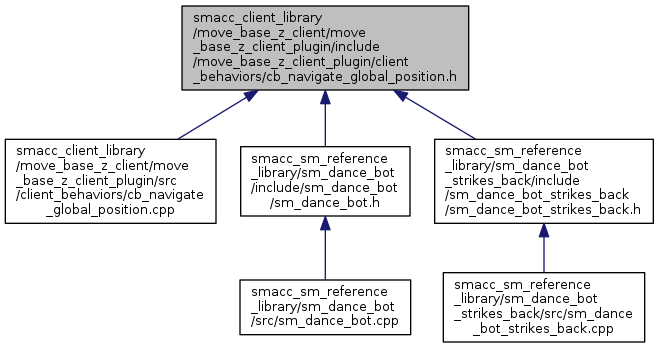 smacc_client_library
/move_base_z_client/move
_base_z_client_plugin/include
/move_base_z_client_plugin/client
_behaviors/cb_navigate_global_position.h
smacc_client_library
/move_base_z_client/move
_base_z_client_plugin/src
/client_behaviors/cb_navigate
_global_position.cpp
smacc_sm_reference
_library/sm_dance_bot
/include/sm_dance_bot
/sm_dance_bot.h
smacc_sm_reference
_library/sm_dance_bot
_strikes_back/include
/sm_dance_bot_strikes_back
/sm_dance_bot_strikes_back.h
smacc_sm_reference
_library/sm_dance_bot
/src/sm_dance_bot.cpp
smacc_sm_reference
_library/sm_dance_bot
_strikes_back/src/sm_dance
_bot_strikes_back.cpp